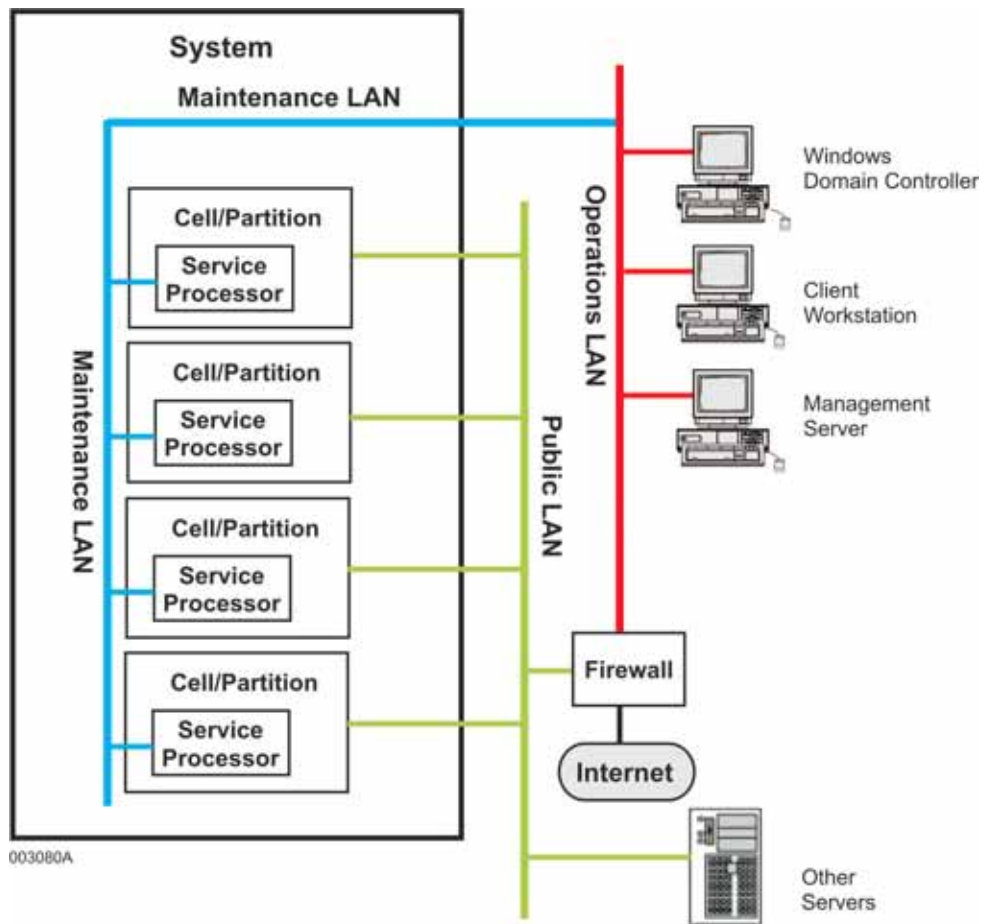 System
Maintenance LAN
Maintenance LAN
Cell/Partition
Service
Processor
Cell/Partition
Service
Processor
Cell/Partition
Service
Processor
Cell/Partition
Service
Processor
Public LAN
Operations LAN
Windows
Domain Controller
Client
Workstation
Management
Server
Firewall
Internet
Other
Servers
003080A